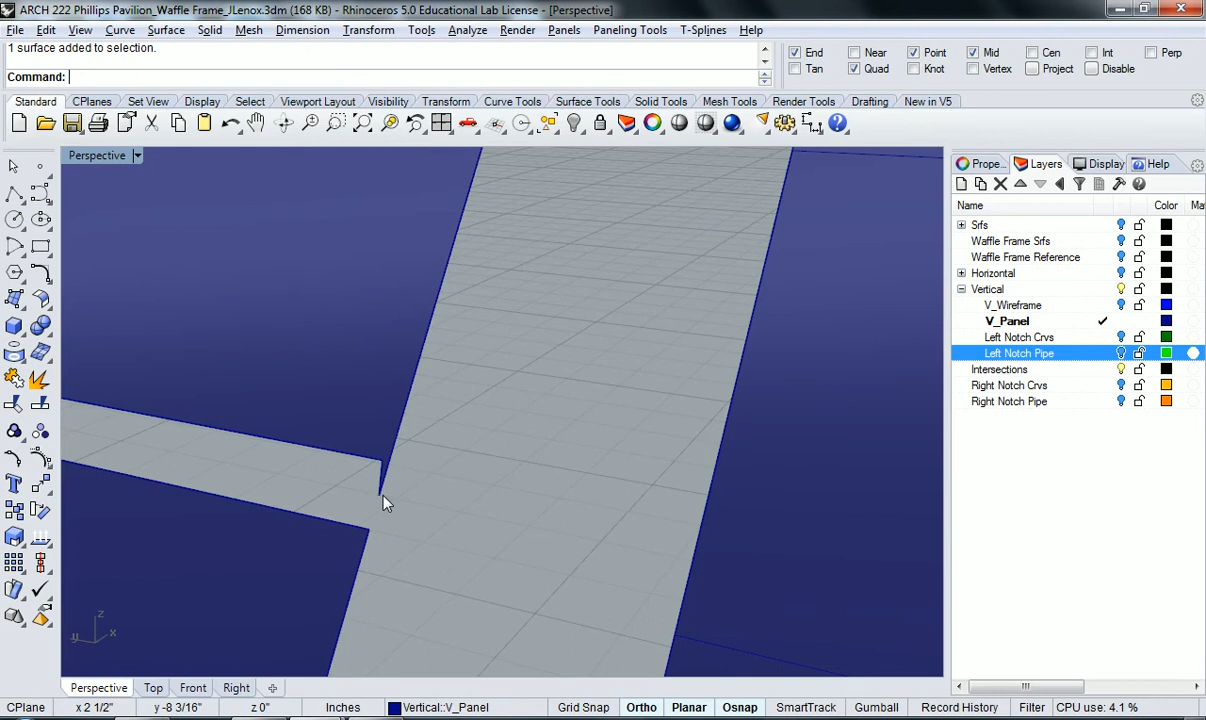 ARCH 222 Phillips Pavilion_Waffle Frame_JLenox.3dm (168 KB) - Rhinoceros 5.0 Educational Lab License - [Perspective]
File Edit View Curve Surface Solid Mesh Dimension Transform Tools Analyze Render Panels Paneling Tools T-Splines Help
1 surface added to selection.
Command:
End Near Point Mid Cen Int Perp
Tan Quad Knot Vertex Project Disable
Standard CPlanes Set View Display Select Viewport Layout Visibility Transform Curve Tools Surface Tools Solid Tools Mesh Tools Render Tools Drafting New in V5
Perspective
Prope... Layers Display Help
Name Color Ma
Srfs
Waffle Frame Srfs
Waffle Frame Reference
Horizontal
Vertical
V_Wireframe
V_Panel
Left Notch Crvs
Left Notch Pipe
Intersections
Right Notch Crvs
Right Notch Pipe
z
y x
Perspective Top Front Right
CPlane x 2 1/2" y -8 3/16" z 0" Inches Vertical::V_Panel Grid Snap Ortho Planar Osnap SmartTrack Gumball Record History Filter CPU use: 4.1 %